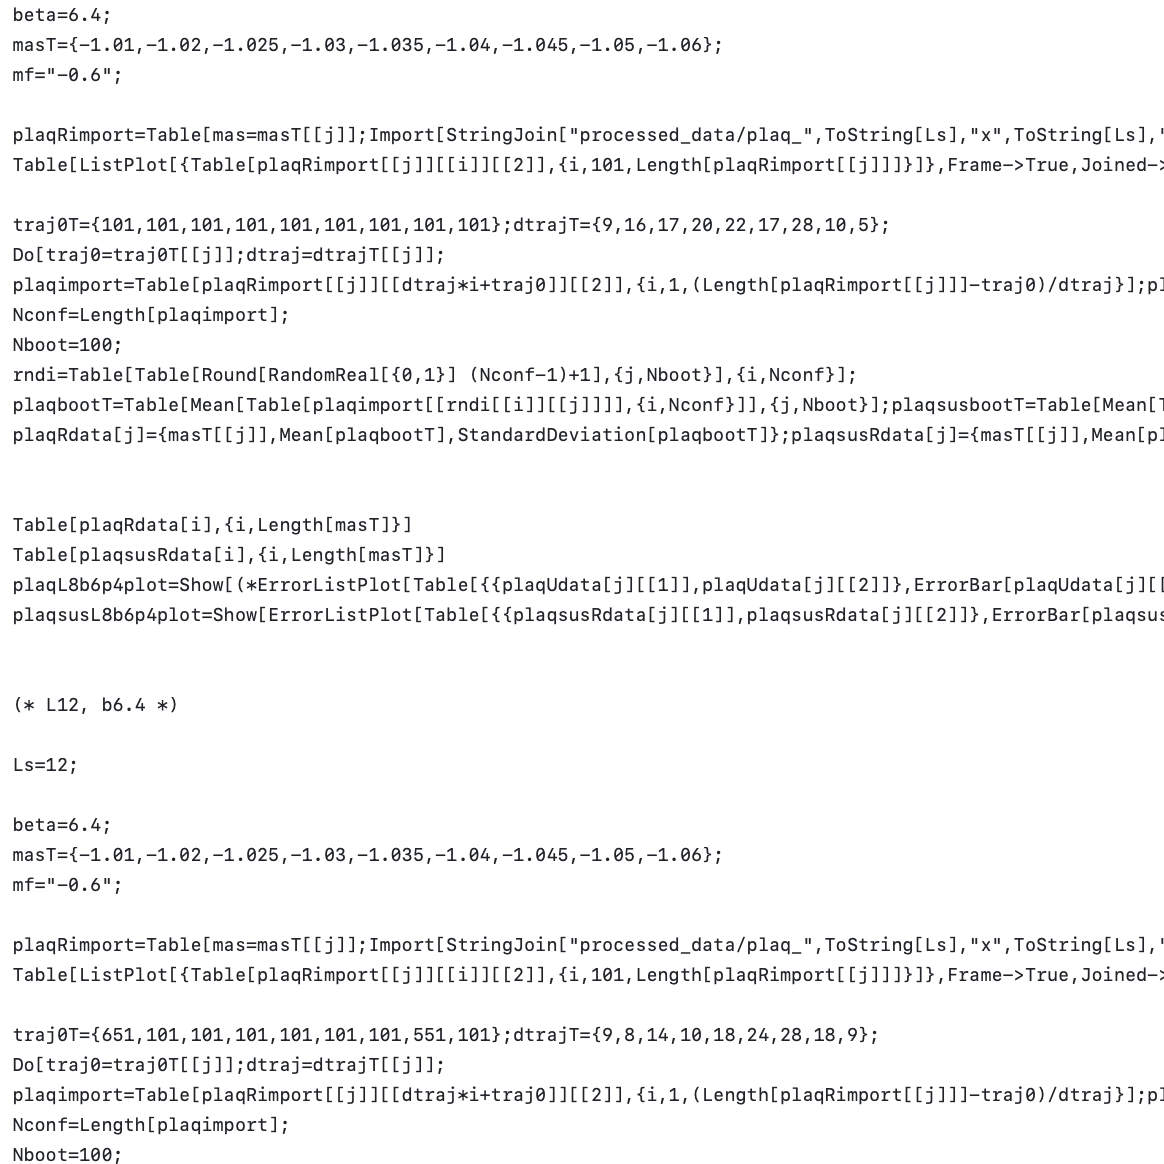 beta=6.4;
masT={-1.01,-1.02,-1.025,-1.03,-1.035,-1.04,-1.045,-1.05,-1.06};
mf="-0.6";
plaqRimport=Table[mas=masT[[j]];Import[StringJoin["processed_data/plaq_",ToString[Ls],"x",ToString[Ls],"
Table[ListPlot[{Table[plaqRimport[[j]][[i]][[2]],{i,101,Length[plaqRimport[[j]]]}]},Frame->True,Joined->
traj0T={101,101,101,101,101,101,101,101,101};dtrajT={9,16,17,20,22,17,28,10,5};
Do[traj0=traj0T[[j]];dtraj=dtrajT[[j]];
plaqimport=Table[plaqRimport[[j]][[dtraj*i+traj0]][[2]],{i,1,(Length[plaqRimport[[j]]]-traj0)/dtraj}];pl
Nconf=Length[plaqimport];
Nboot=100;
rndi=Table[Table[Round[RandomReal[{0,1}] (Nconf-1)+1],{j,Nboot}],{i,Nconf}];
plaqbootT=Table[Mean[Table[plaqimport[[rndi[[i]][[j]]]],{i,Nconf}]],{j,Nboot}];plaqsusbootT=Table[Mean[T
plaqRdata[j]={masT[[j]],Mean[plaqbootT],StandardDeviation[plaqbootT]};plaqsusRdata[j]={masT[[j]],Mean[pl
Table[plaqRdata[i],{i,Length[masT]}]
Table[plaqsusRdata[i],{i,Length[masT]}]
plaqL8b6p4plot=Show[(*ErrorListPlot[Table[{{plaqUdata[j][[1]],plaqUdata[j][[2]]},ErrorBar[plaqUdata[j][[
plaqsusL8b6p4plot=Show[ErrorListPlot[Table[{{plaqsusRdata[j][[1]],plaqsusRdata[j][[2]]},ErrorBar[plaqsus
(* L12, b6.4 *)
Ls=12;
beta=6.4;
masT={-1.01,-1.02,-1.025,-1.03,-1.035,-1.04,-1.045,-1.05,-1.06};
mf="-0.6";
plaqRimport=Table[mas=masT[[j]];Import[StringJoin["processed_data/plaq_",ToString[Ls],"x",ToString[Ls],"
Table[ListPlot[{Table[plaqRimport[[j]][[i]][[2]],{i,101,Length[plaqRimport[[j]]]}]},Frame->True,Joined->
traj0T={651,101,101,101,101,101,101,551,101};dtrajT={9,8,14,10,18,24,28,18,9};
Do[traj0=traj0T[[j]];dtraj=dtrajT[[j]];
plaqimport=Table[plaqRimport[[j]][[dtraj*i+traj0]][[2]],{i,1,(Length[plaqRimport[[j]]]-traj0)/dtraj}];pl
Nconf=Length[plaqimport];
Nboot=100;